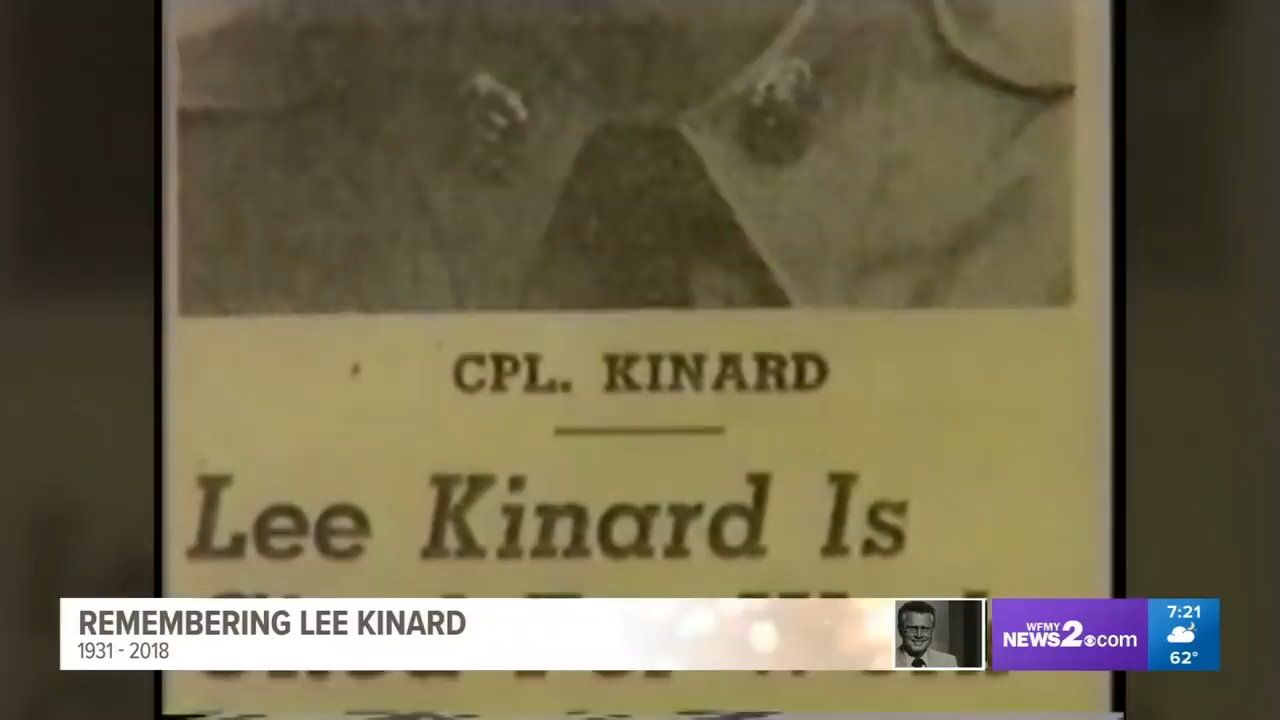 CPL. KINARD
Lee Kinard Is
REMEMBERING LEE KINARD
1931 - 2018
WFMY
NEWS2.com
7:21
62°